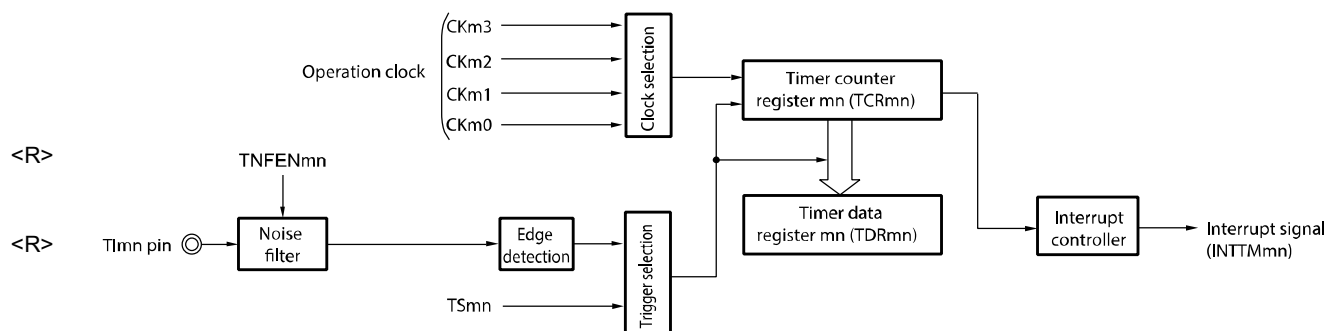 CKm3
CKm2
Operation clock
CKm1
CKm0
Clock selection
Timer counter
register mn (TCRmn)
<R>
TNFENmn
<R>
TImn pin
Noise
filter
Edge
detection
TSmn
Trigger selection
Timer data
register mn (TDRmn)
Interrupt
controller
Interrupt signal
(INTTMmn)